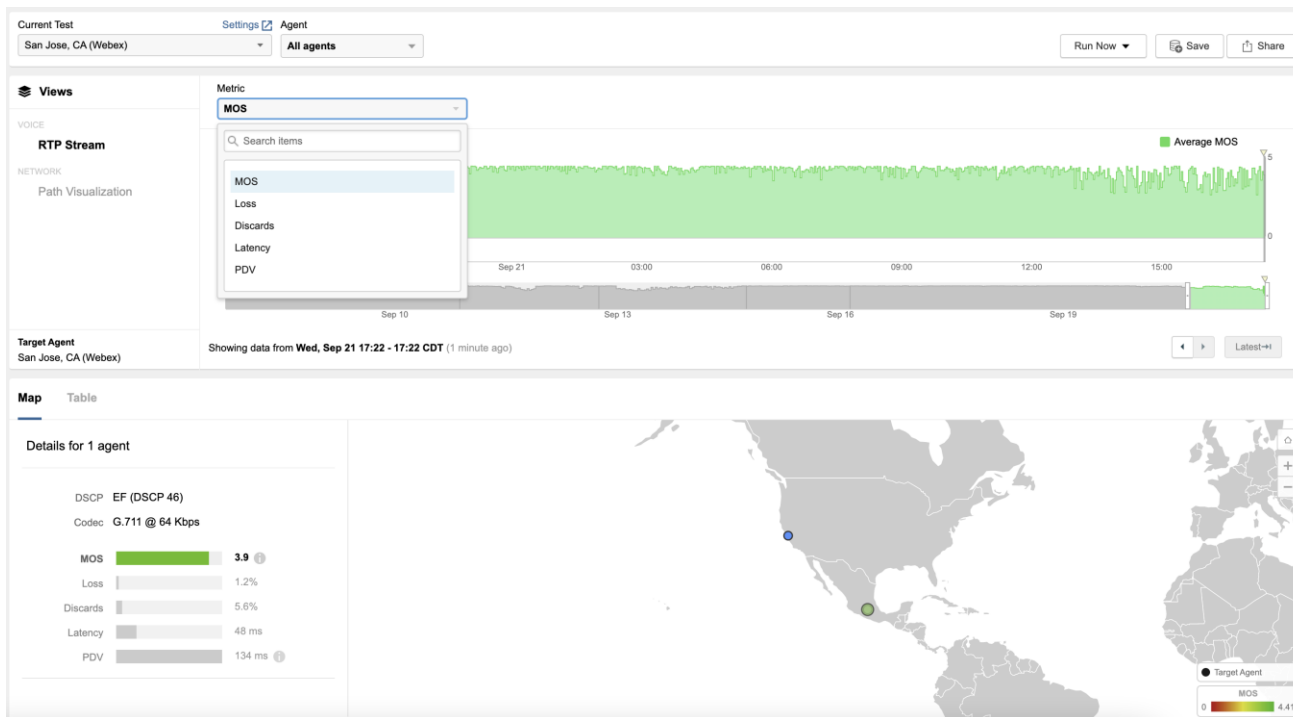 Current Test
Settings
Agent
San Jose, CA (Webex)
All agents
Run Now
Save
Share
Views
VOICE
RTP Stream
NETWORK
Path Visualization
Target Agent
San Jose, CA (Webex)
Metric
MOS
Search items
MOS
Loss
Discards
Latency
PDV
Average MOS
5
0
Sep 21 03:00 06:00 09:00 12:00 15:00
Sep 10 Sep 13 Sep 16 Sep 19
Showing data from Wed, Sep 21 17:22 - 17:22 CDT (1 minute ago)
Latest
Map Table
Details for 1 agent
DSCP EF (DSCP 46)
Codec G.711 @ 64 Kbps
MOS 3.9
Loss 1.2%
Discards 5.6%
Latency 48 ms
PDV 134 ms
Target Agent
MOS
0 4.41